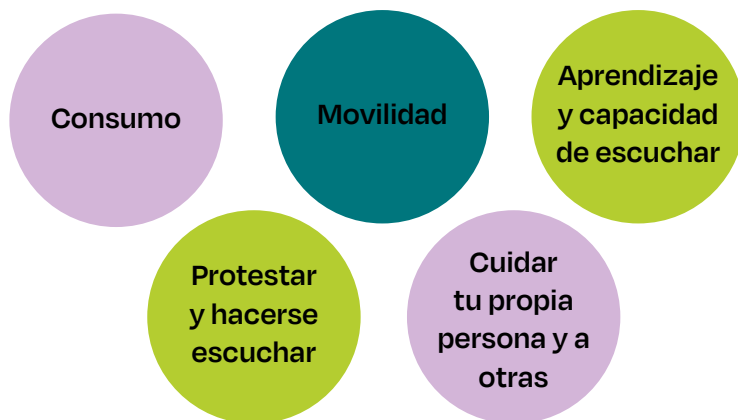 Consumo
Movilidad
Aprendizaje
y capacidad
de escuchar
Protestar
y hacerse
escuchar
Cuidar
tu propia
persona y a
otras